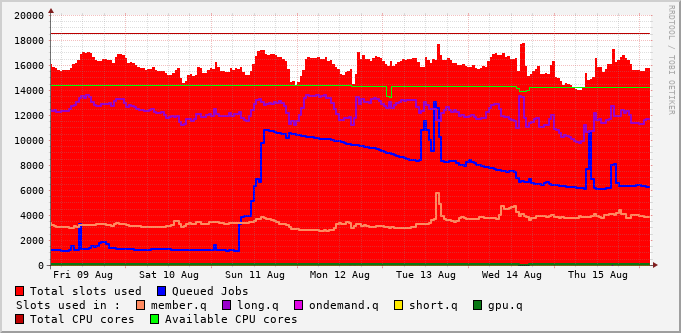 20000
18000
16000
14000
12000
10000
8000
6000
4000
2000
0
Fri 09 Aug Sat 10 Aug Sun 11 Aug Mon 12 Aug Tue 13 Aug Wed 14 Aug Thu 15 Aug
Total slots used Queued Jobs
Slots used in : member.q long.q ondemand.q short.q gpu.q
Total CPU cores Available CPU cores
RRDTOOL / TOBI OETIKER